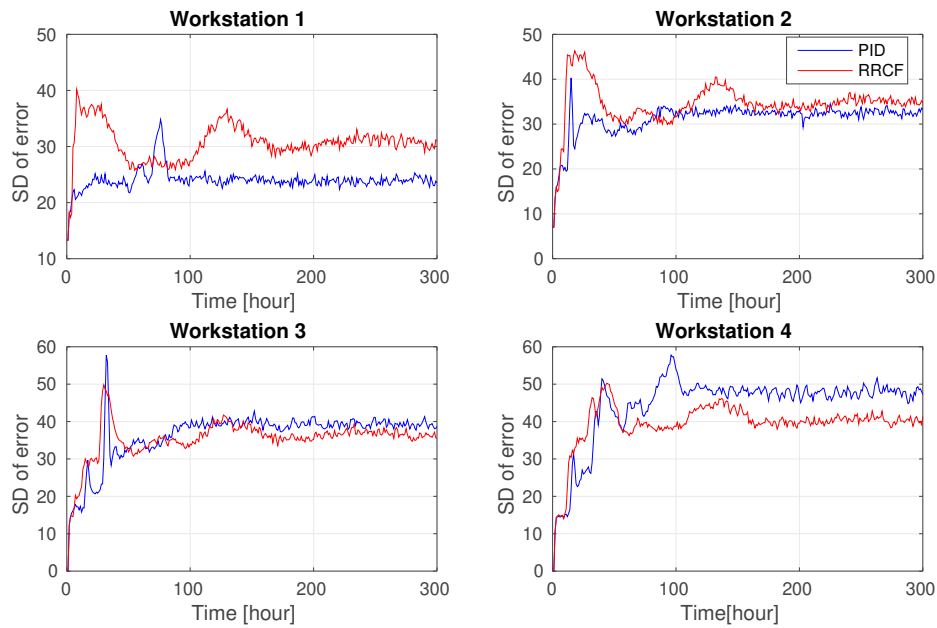 Workstation 1
50
40
30
20
10
SD of error
0
100
200
300
Time [hour]
Workstation 2
PID
RRCF
50
40
30
20
10
0
SD of error
0
100
200
300
Time [hour]
Workstation 3
60
50
40
30
20
10
0
SD of error
0
100
200
300
Time [hour]
Workstation 4
60
50
40
30
20
10
0
SD of error
0
100
200
300
Time[hour]